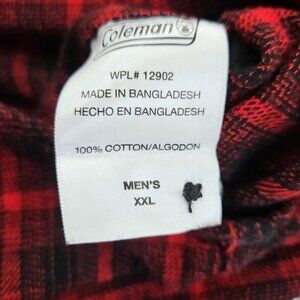 Coleman
WPL# 12902
MADE IN BANGLADESH
HECHO EN BANGLADESH
100% COTTON/ALGODON
MEN'S
XXL